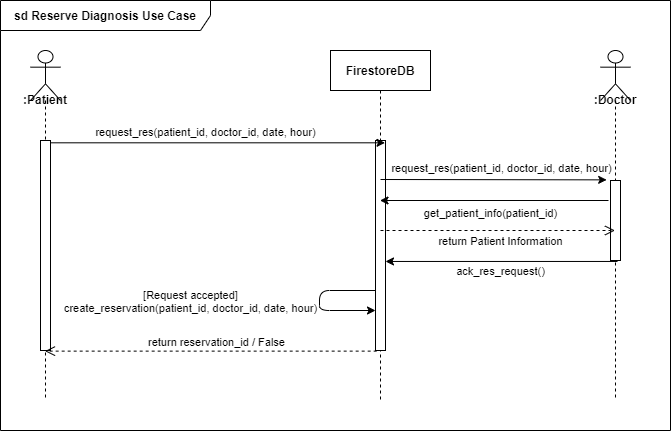 sd Reserve Diagnosis Use Case
:Patient
FirestoreDB
:Doctor
request_res(patient_id, doctor_id, date, hour)
request_res(patient_id, doctor_id, date, hour)
get_patient_info(patient_id)
return Patient Information
ack_res_request()
[Request accepted]
create_reservation(patient_id, doctor_id, date, hour)
return reservation_id / False